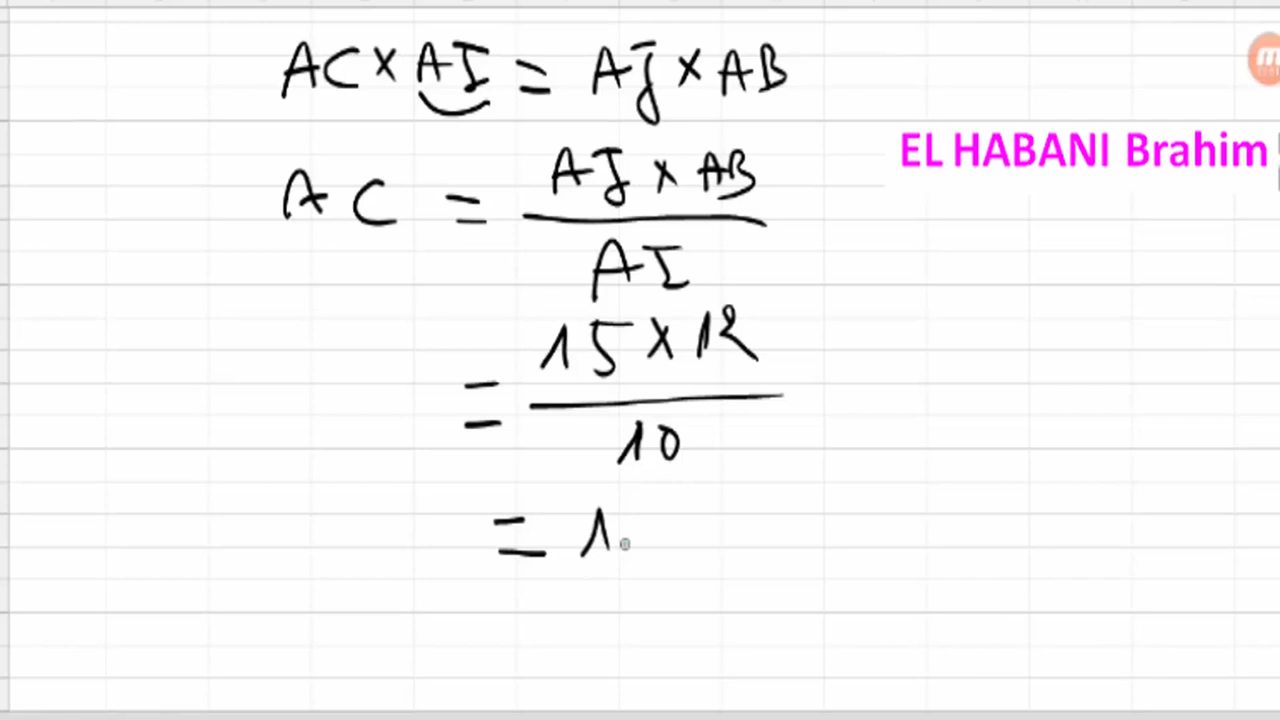 AC × AI = AJ × AB
EL HABANI Brahim
AC = AJ × AB
AI
= 15 × 12
10
= 1